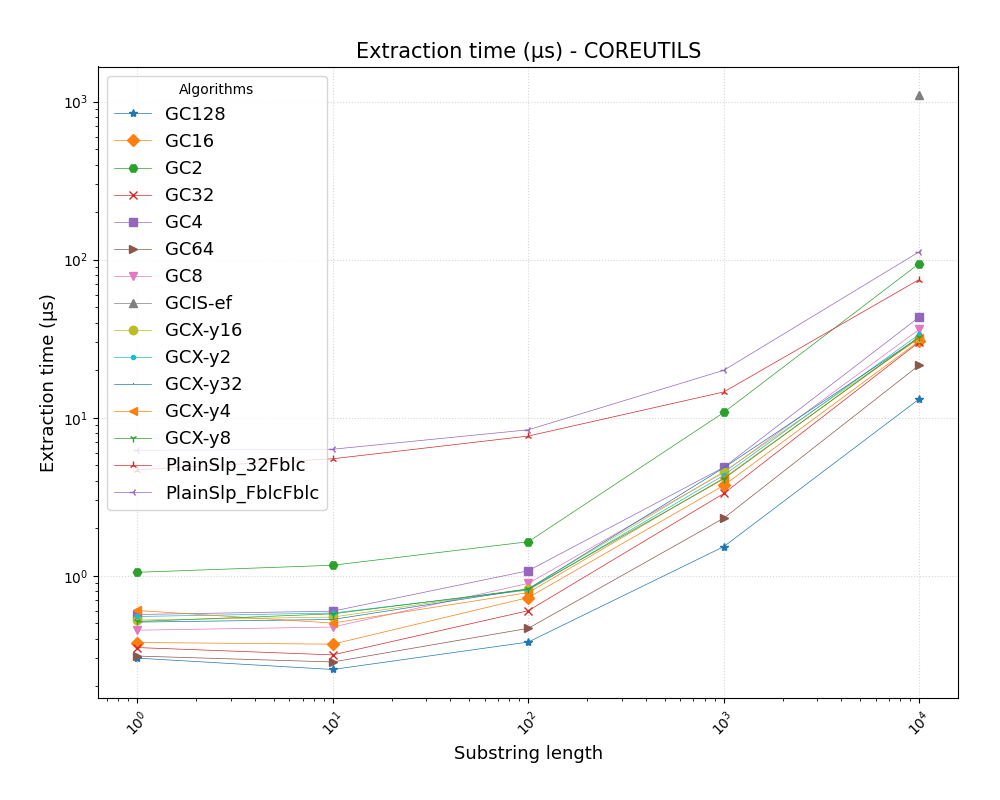 Extraction time (µs) - COREUTILS
Extraction time (µs)
10³
10²
10¹
10⁰
Algorithms
GC128
GC16
GC2
GC32
GC4
GC64
GC8
GCIS-ef
GCX-y16
GCX-y2
GCX-y32
GCX-y4
GCX-y8
PlainSlp_32Fblc
PlainSlp_FblcFblc
10⁰ 10¹ 10² 10³ 10⁴
Substring length